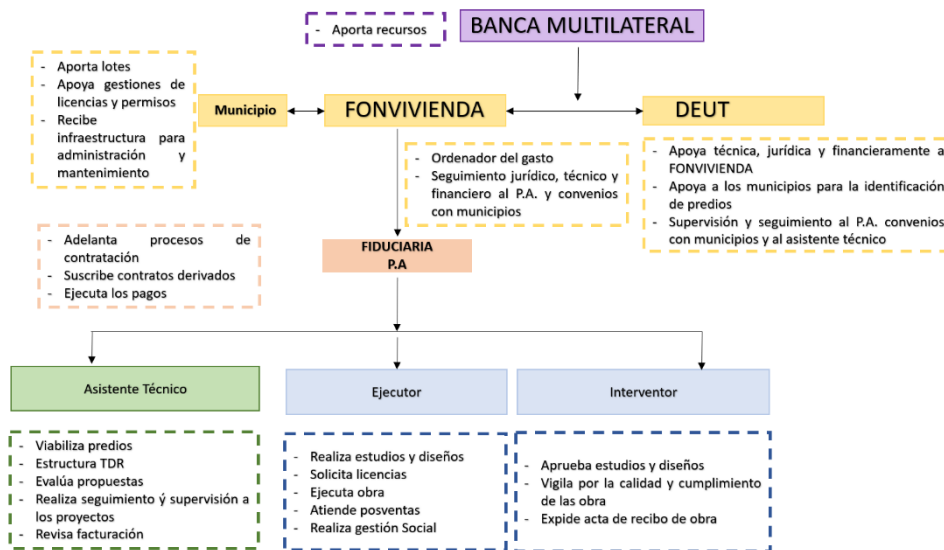 - Aporta recursos
BANCA MULTILATERAL
- Aporta lotes
- Apoya gestiones de
licencias y permisos
- Recibe
infraestructura para
administración y
mantenimiento
Municipio
FONVIVIENDA
DEUT
- Ordenador del gasto
- Seguimiento jurídico, técnico y
financiero al P.A. y convenios
con municipios
- Apoya técnica, jurídica y financieramente a
FONVIVIENDA
- Apoya a los municipios para la identificación
de predios
- Supervisión y seguimiento al P.A. convenios
con municipios y al asistente técnico
- Adelanta procesos de
contratación
- Suscribe contratos derivados
- Ejecuta los pagos
FIDUCIARIA
P.A
Asistente Técnico
Ejecutor
Interventor
- Viabiliza predios
- Estructura TDR
- Evalúa propuestas
- Realiza seguimiento ý supervisión a
los proyectos
- Revisa facturación
- Realiza estudios y diseños
- Solicita licencias
- Ejecuta obra
- Atiende posventas
- Realiza gestión Social
- Aprueba estudios y diseños
- Vigila por la calidad y cumplimiento
de las obra
- Expide acta de recibo de obra